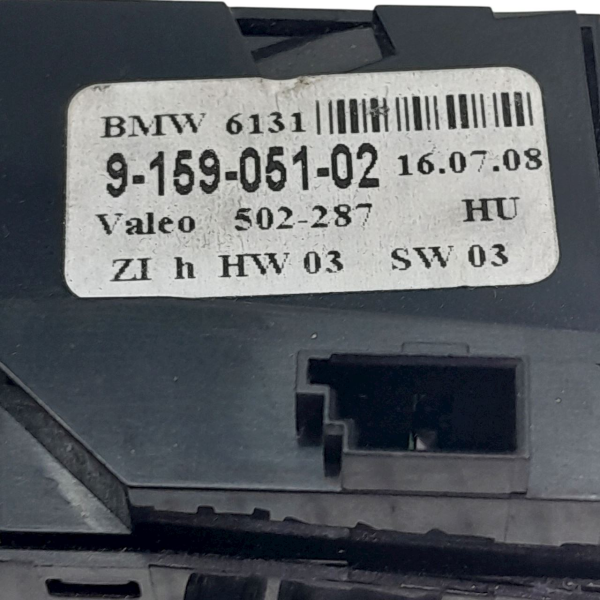 BMW 6131
9-159-051-02 16.07.08
Valeo 502-287 HU
ZI h HW 03 SW 03